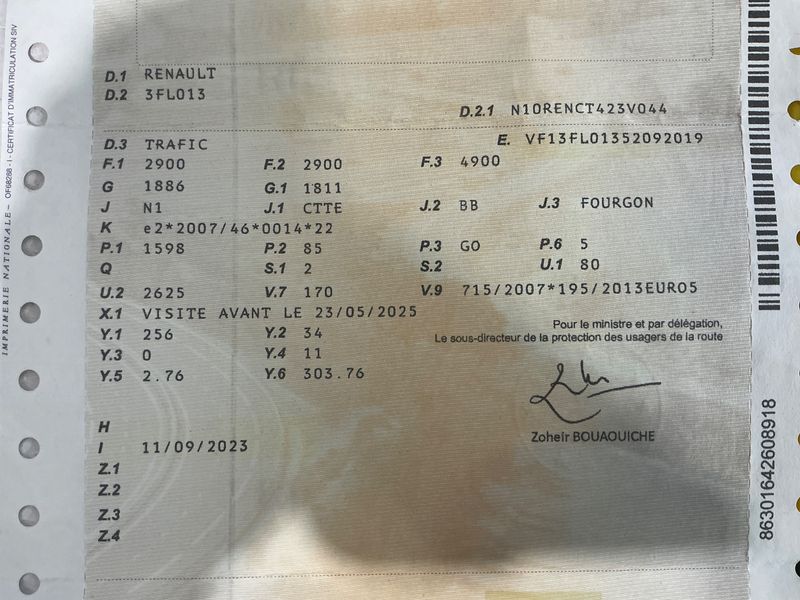 D.1 RENAULT
D.2 3FL013
D.2.1 N10RENCT423V044
D.3 TRAFIC E. VF13FL01352092019
F.1 2900 F.2 2900 F.3 4900
G 1886 G.1 1811
J N1 J.1 CTTE J.2 BB J.3 FOURGON
K e2*2007/46*0014*22
P.1 1598 P.2 85 P.3 GO P.6 5
Q S.1 2 S.2 U.1 80
U.2 2625 V.7 170 V.9 715/2007*195/2013EURO5
X.1 VISITE AVANT LE 23/05/2025
Y.1 256 Y.2 34
Y.3 0 Y.4 11
Y.5 2.76 Y.6 303.76
Pour le ministre et par délégation,
Le sous-directeur de la protection des usagers de la route
Zoheir BOUAOUICHE
H
I 11/09/2023
Z.1
Z.2
Z.3
Z.4
IMPRIMERIE NATIONALE – OF68288 - I - CERTIFICAT D'IMMATRICULATION SIV
86301642608918